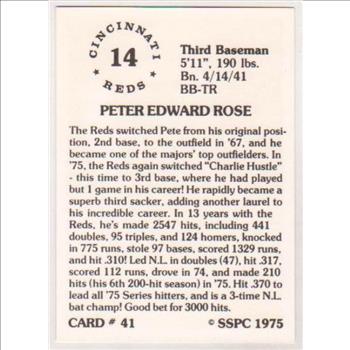 CINCINNATI
14
REDS
Third Baseman
5'11", 190 lbs.
Bn. 4/14/41
BB-TR
PETER EDWARD ROSE
The Reds switched Pete from his original posi-
tion, 2nd base, to the outfield in '67, and he
became one of the majors' top outfielders. In
'75, the Reds again switched "Charlie Hustle"
- this time to 3rd base, where he had played
but 1 game in his career! He rapidly became a
superb third sacker, adding another laurel to
his incredible career. In 13 years with the
Reds, he's made 2547 hits, including 441
doubles, 95 triples, and 124 homers, knocked
in 775 runs, stole 97 bases, scored 1329 runs
and hit .310! Led N.L. in doubles (47), hit .317,
scored 112 runs, drove in 74, and made 210
hits (his 6th 200-hit season) in '75. Hit .370 to
lead all '75 Series hitters, and is a 3-time N.L.
bat champ! Good bet for 3000 hits.
CARD # 41
© SSPC 1975